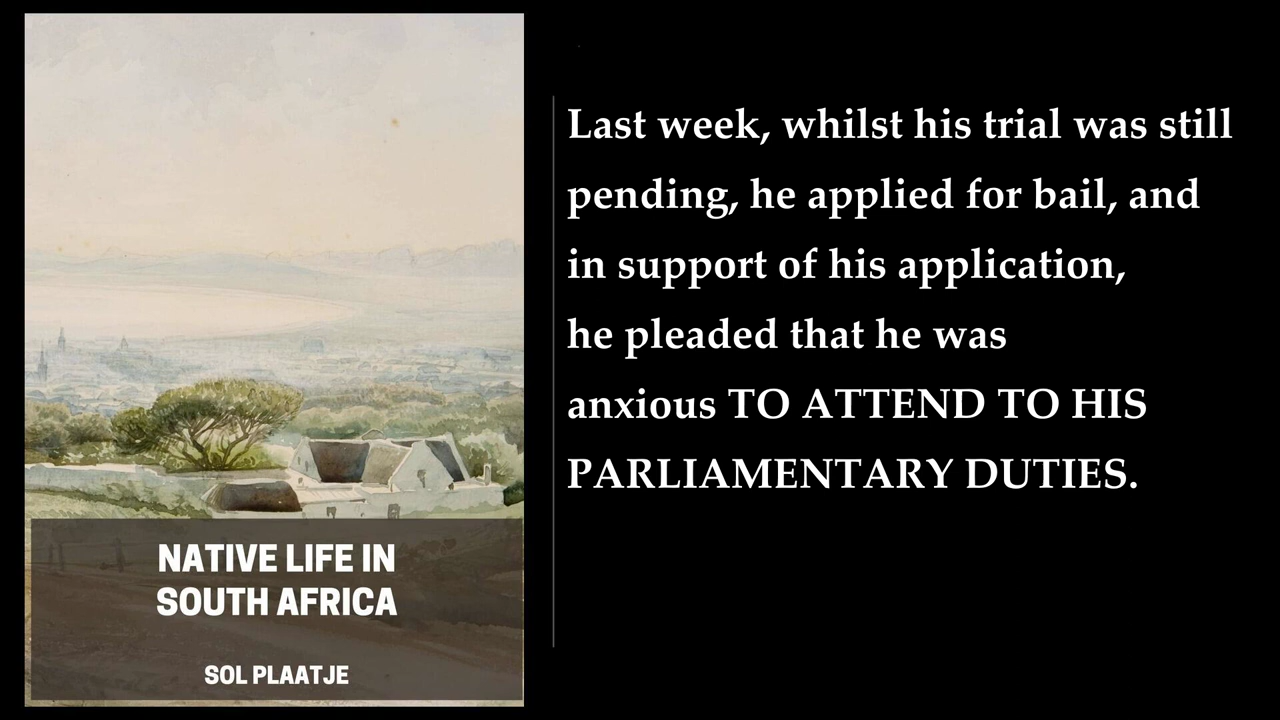 NATIVE LIFE IN
SOUTH AFRICA
SOL PLAATJE
Last week, whilst his trial was still
pending, he applied for bail, and
in support of his application,
he pleaded that he was
anxious TO ATTEND TO HIS
PARLIAMENTARY DUTIES.